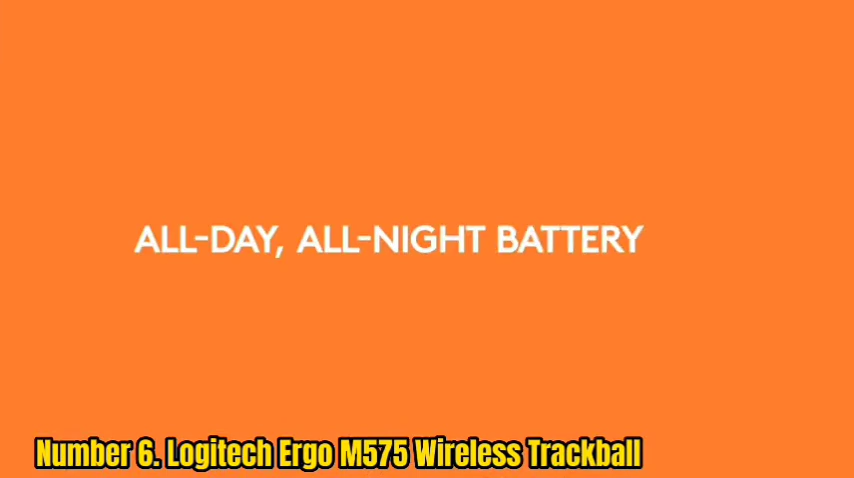 ALL-DAY, ALL-NIGHT BATTERY
Number 6. Logitech Ergo M575 Wireless Trackball